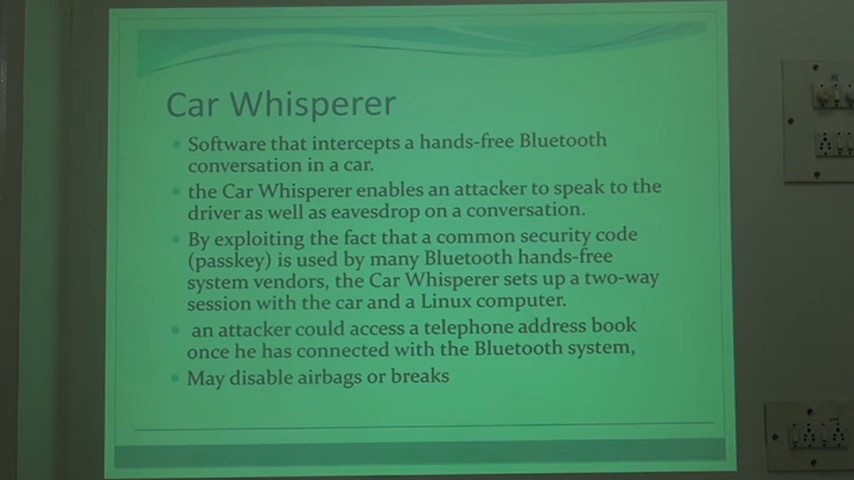 Car Whisperer
Software that intercepts a hands-free Bluetooth
conversation in a car.
the Car Whisperer enables an attacker to speak to the
driver as well as eavesdrop on a conversation.
By exploiting the fact that a common security code
(passkey) is used by many Bluetooth hands-free
system vendors, the Car Whisperer sets up a two-way
session with the car and a Linux computer.
an attacker could access a telephone address book
once he has connected with the Bluetooth system,
May disable airbags or breaks